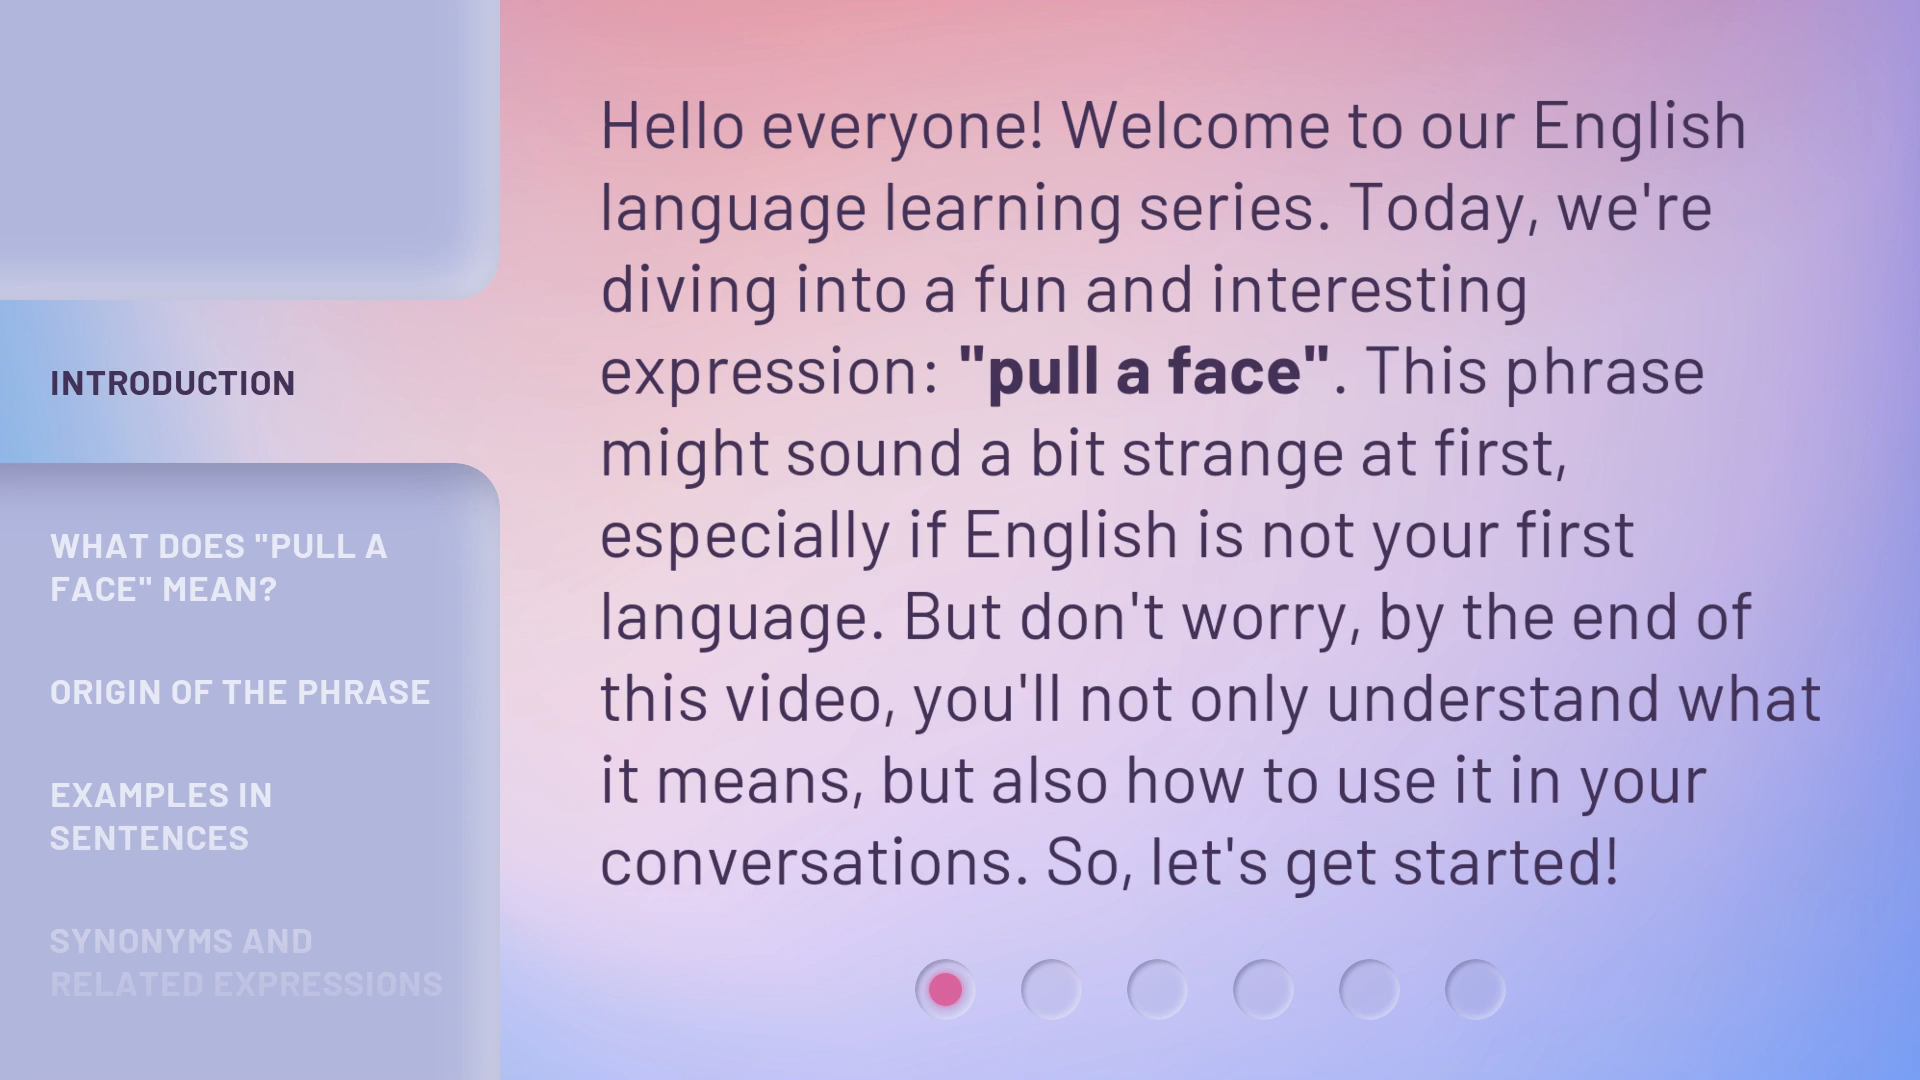 INTRODUCTION
WHAT DOES "PULL A
FACE" MEAN?
ORIGIN OF THE PHRASE
EXAMPLES IN
SENTENCES
SYNONYMS AND
RELATED EXPRESSIONS
Hello everyone! Welcome to our English
language learning series. Today, we're
diving into a fun and interesting
expression: "pull a face". This phrase
might sound a bit strange at first,
especially if English is not your first
language. But don't worry, by the end of
this video, you'll not only understand what
it means, but also how to use it in your
conversations. So, let's get started!